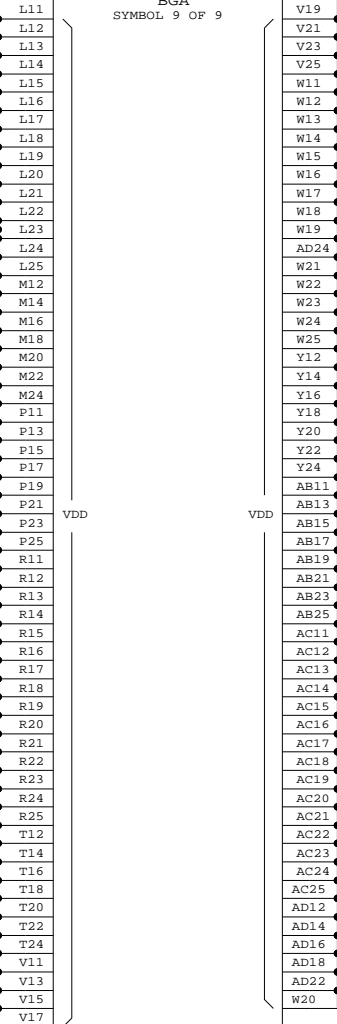 BGA
SYMBOL 9 OF 9
L11
L12
L13
L14
L15
L16
L17
L18
L19
L20
L21
L22
L23
L24
L25
M12
M14
M16
M18
M20
M22
M24
P11
P13
P15
P17
P19
P21
P23
P25
R11
R12
R13
R14
R15
R16
R17
R18
R19
R20
R21
R22
R23
R24
R25
T12
T14
T16
T18
T20
T22
T24
V11
V13
V15
V17
VDD
VDD
V19
V21
V23
V25
W11
W12
W13
W14
W15
W16
W17
W18
W19
AD24
W21
W22
W23
W24
W25
Y12
Y14
Y16
Y18
Y20
Y22
Y24
AB11
AB13
AB15
AB17
AB19
AB21
AB23
AB25
AC11
AC12
AC13
AC14
AC15
AC16
AC17
AC18
AC19
AC20
AC21
AC22
AC23
AC24
AC25
AD12
AD14
AD16
AD18
AD22
W20